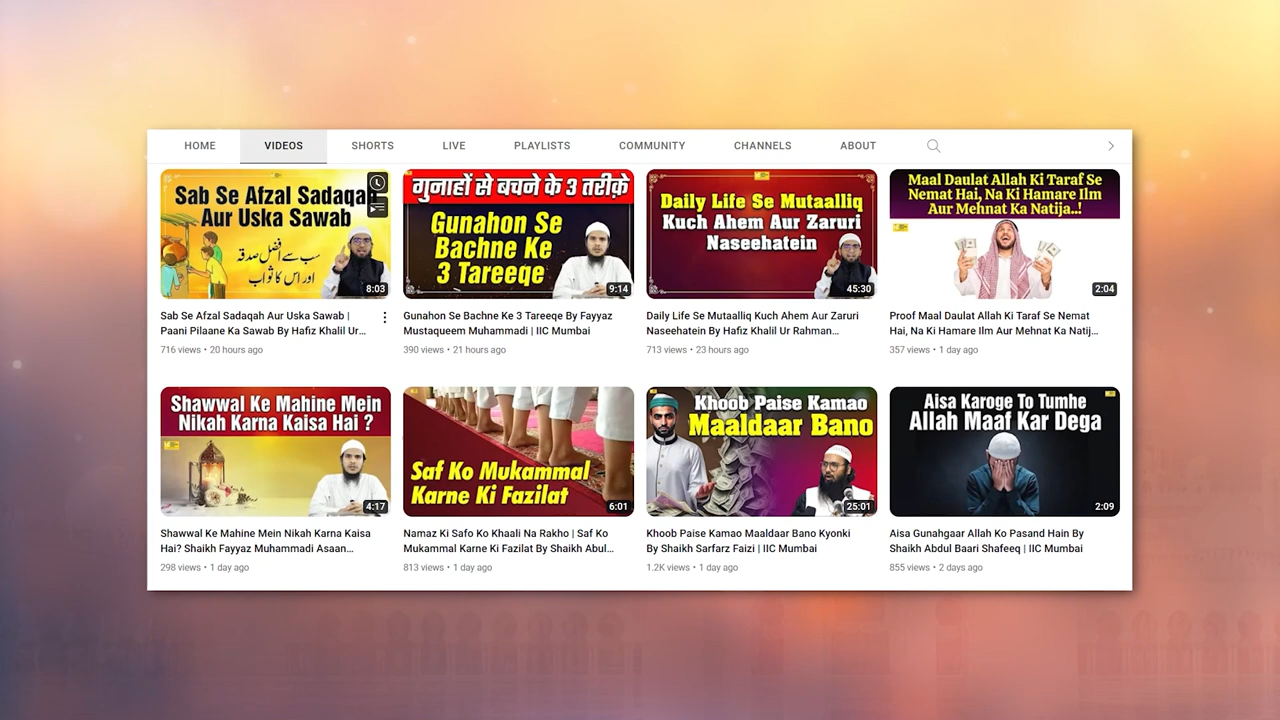 HOME VIDEOS SHORTS LIVE PLAYLISTS COMMUNITY CHANNELS ABOUT
Sab Se Afzal Sadaqah
Aur Uska Sawab
سب سے افضل صدقہ
اور اس کا ثواب
8:03
गुनाहों से बचने के 3 तरीक़े
Gunahon Se
Bachne Ke
3 Tareeqe
9:14
Daily Life Se Mutaalliq
Kuch Ahem Aur Zaruri
Naseehatein
45:30
Maal Daulat Allah Ki Taraf Se
Nemat Hai, Na Ki Hamare Ilm
Aur Mehnat Ka Natija..!
2:04
Sab Se Afzal Sadaqah Aur Uska Sawab |
Paani Pilaane Ka Sawab By Hafiz Khalil Ur...
716 views • 20 hours ago
Gunahon Se Bachne Ke 3 Tareeqe By Fayyaz
Mustaqueem Muhammadi | IIC Mumbai
390 views • 21 hours ago
Daily Life Se Mutaalliq Kuch Ahem Aur Zaruri
Naseehatein By Hafiz Khalil Ur Rahman...
713 views • 23 hours ago
Proof Maal Daulat Allah Ki Taraf Se Nemat
Hai, Na Ki Hamare Ilm Aur Mehnat Ka Natij...
357 views • 1 day ago
Shawwal Ke Mahine Mein
Nikah Karna Kaisa Hai ?
4:17
Saf Ko Mukammal
Karne Ki Fazilat
6:01
Khoob Paise Kamao
Maaldaar Bano
25:01
Aisa Karoge To Tumhe
Allah Maaf Kar Dega
2:09
Shawwal Ke Mahine Mein Nikah Karna Kaisa
Hai? Shaikh Fayyaz Muhammadi Asaan...
298 views • 1 day ago
Namaz Ki Safo Ko Khaali Na Rakho | Saf Ko
Mukammal Karne Ki Fazilat By Shaikh Abul...
813 views • 1 day ago
Khoob Paise Kamao Maaldaar Bano Kyonki
By Shaikh Sarfarz Faizi | IIC Mumbai
1.2K views • 1 day ago
Aisa Gunahgaar Allah Ko Pasand Hain By
Shaikh Abdul Baari Shafeeq | IIC Mumbai
855 views • 2 days ago